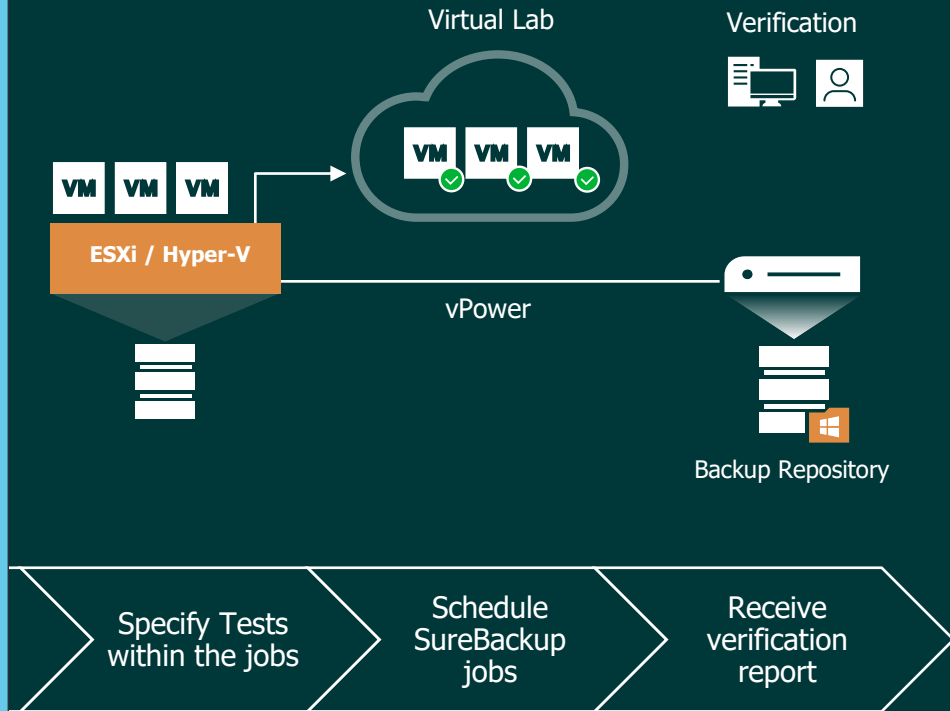 Virtual Lab
Verification
VM VM VM
VM VM VM
ESXi / Hyper-V
vPower
Backup Repository
Specify Tests
within the jobs
Schedule
SureBackup
jobs
Receive
verification
report